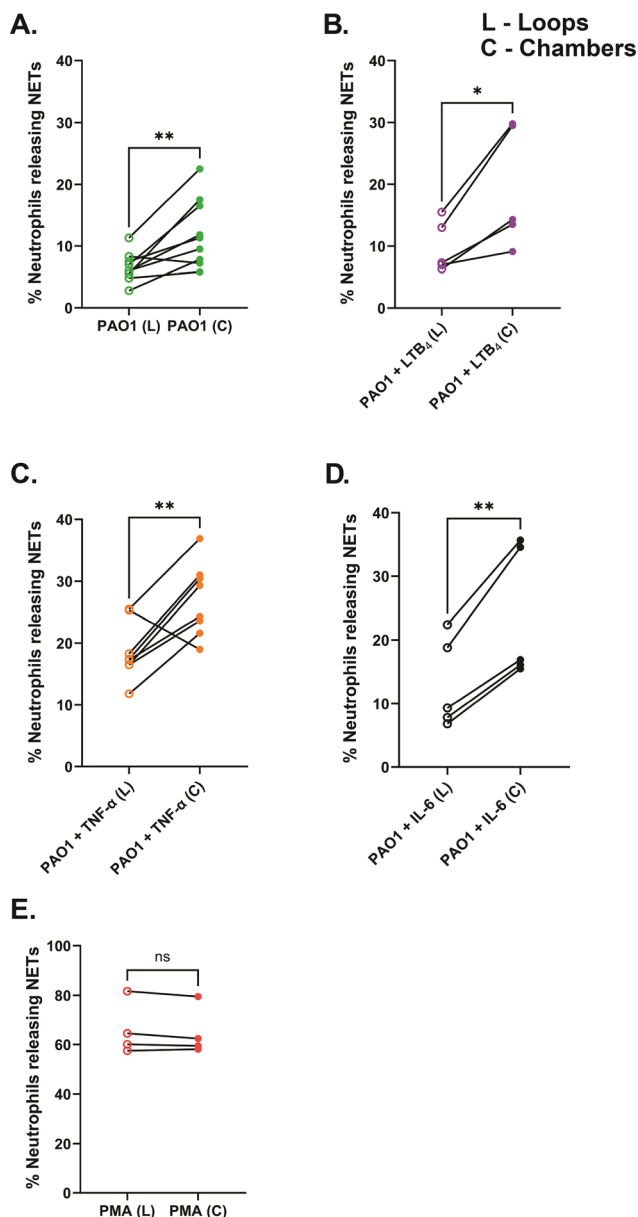 A.
B.
L - Loops
C - Chambers
% Neutrophils releasing NETs
40
30
20
10
0
**
PAO1 (L)
PAO1 (C)
% Neutrophils releasing NETs
40
30
20
10
0
*
PAO1 + LTB₄ (L)
PAO1 + LTB₄ (C)
C.
D.
% Neutrophils releasing NETs
40
30
20
10
0
**
PAO1 + TNF-α (L)
PAO1 + TNF-α (C)
% Neutrophils releasing NETs
40
30
20
10
0
**
PAO1 + IL-6 (L)
PAO1 + IL-6 (C)
E.
% Neutrophils releasing NETs
100
80
60
40
20
0
ns
PMA (L)
PMA (C)